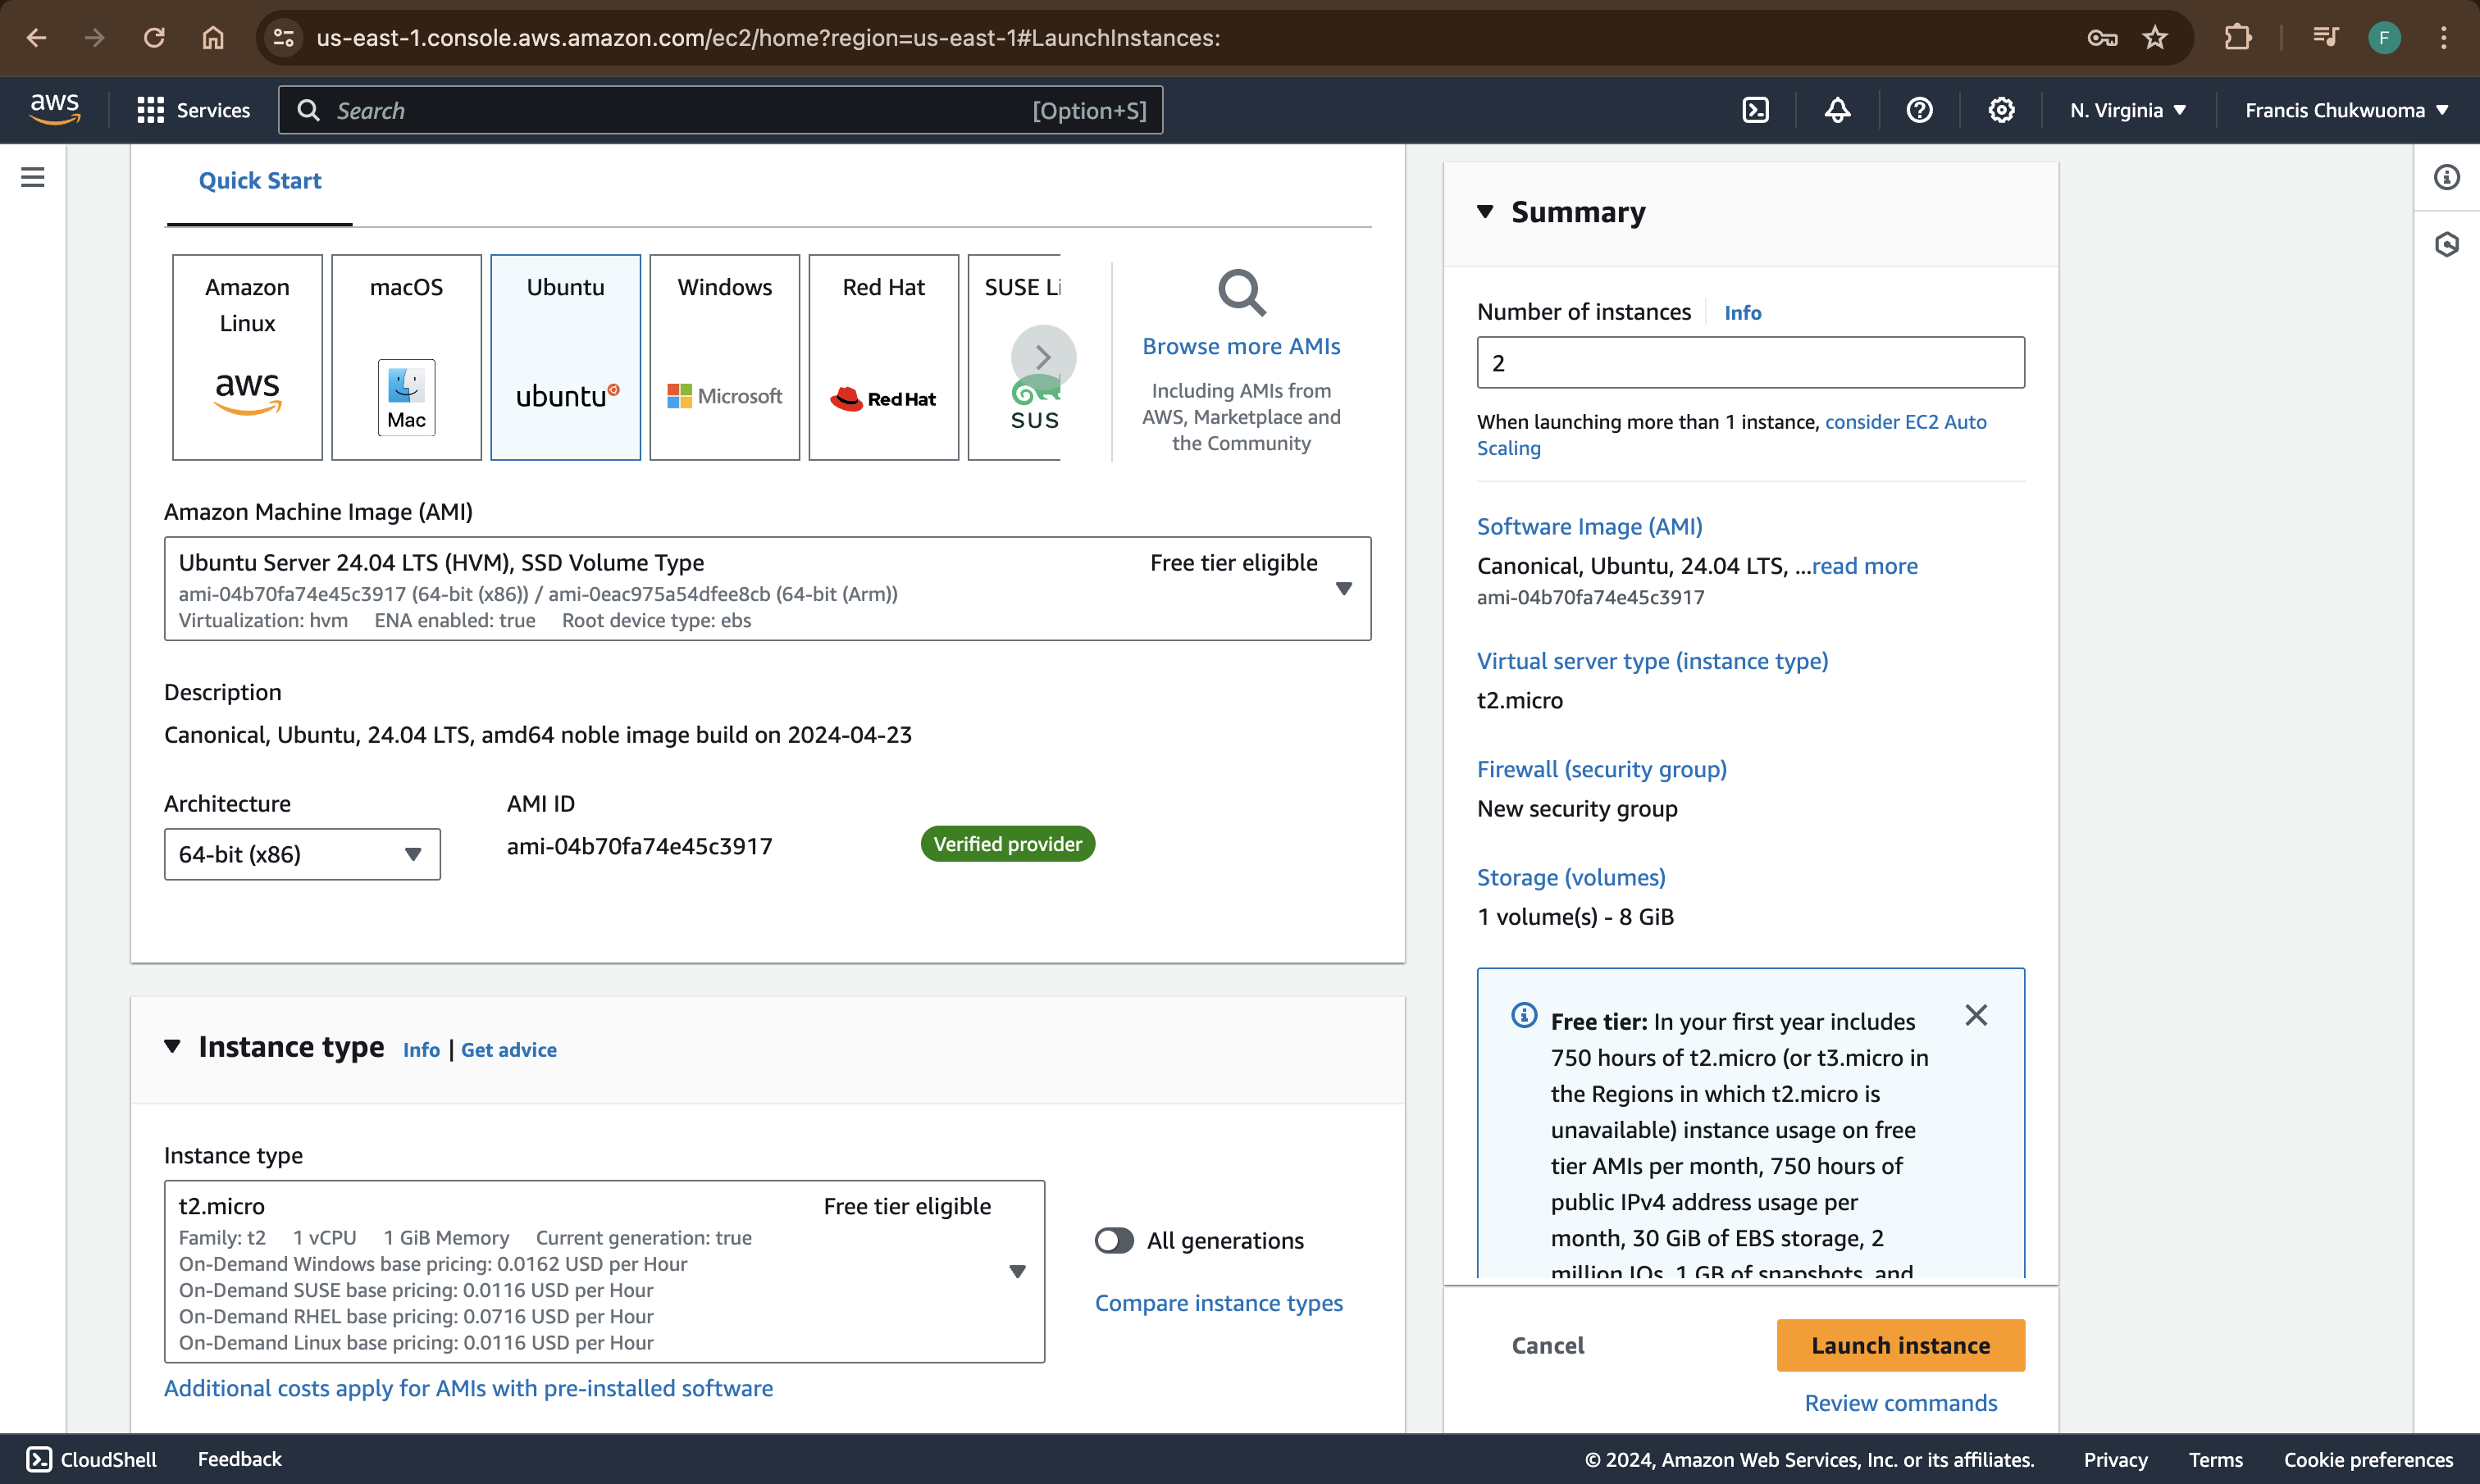 us-east-1.console.aws.amazon.com/ec2/home?region=us-east-1#LaunchInstances:
F
aws
Services
Search
[Option+S]
N. Virginia
Francis Chukwuoma
Quick Start
Amazon
Linux
aws
macOS
Mac
Ubuntu
ubuntu
Windows
Microsoft
Red Hat
Red Hat
SUSE Li
SUS
Browse more AMIs
Including AMIs from
AWS, Marketplace and
the Community
Amazon Machine Image (AMI)
Ubuntu Server 24.04 LTS (HVM), SSD Volume Type
Free tier eligible
ami-04b70fa74e45c3917 (64-bit (x86)) / ami-0eac975a54dfee8cb (64-bit (Arm))
Virtualization: hvm ENA enabled: true Root device type: ebs
Description
Canonical, Ubuntu, 24.04 LTS, amd64 noble image build on 2024-04-23
Architecture
64-bit (x86)
AMI ID
ami-04b70fa74e45c3917
Verified provider
Instance type Info | Get advice
Instance type
t2.micro
Free tier eligible
Family: t2 1 vCPU 1 GiB Memory Current generation: true
On-Demand Windows base pricing: 0.0162 USD per Hour
On-Demand SUSE base pricing: 0.0116 USD per Hour
On-Demand RHEL base pricing: 0.0716 USD per Hour
On-Demand Linux base pricing: 0.0116 USD per Hour
All generations
Compare instance types
Additional costs apply for AMIs with pre-installed software
Summary
Number of instances Info
2
When launching more than 1 instance, consider EC2 Auto
Scaling
Software Image (AMI)
Canonical, Ubuntu, 24.04 LTS, ...read more
ami-04b70fa74e45c3917
Virtual server type (instance type)
t2.micro
Firewall (security group)
New security group
Storage (volumes)
1 volume(s) - 8 GiB
Free tier: In your first year includes
750 hours of t2.micro (or t3.micro in
the Regions in which t2.micro is
unavailable) instance usage on free
tier AMIs per month, 750 hours of
public IPv4 address usage per
month, 30 GiB of EBS storage, 2
million IOs, 1 GB of snapshots, and
Cancel
Launch instance
Review commands
CloudShell
Feedback
© 2024, Amazon Web Services, Inc. or its affiliates.
Privacy
Terms
Cookie preferences